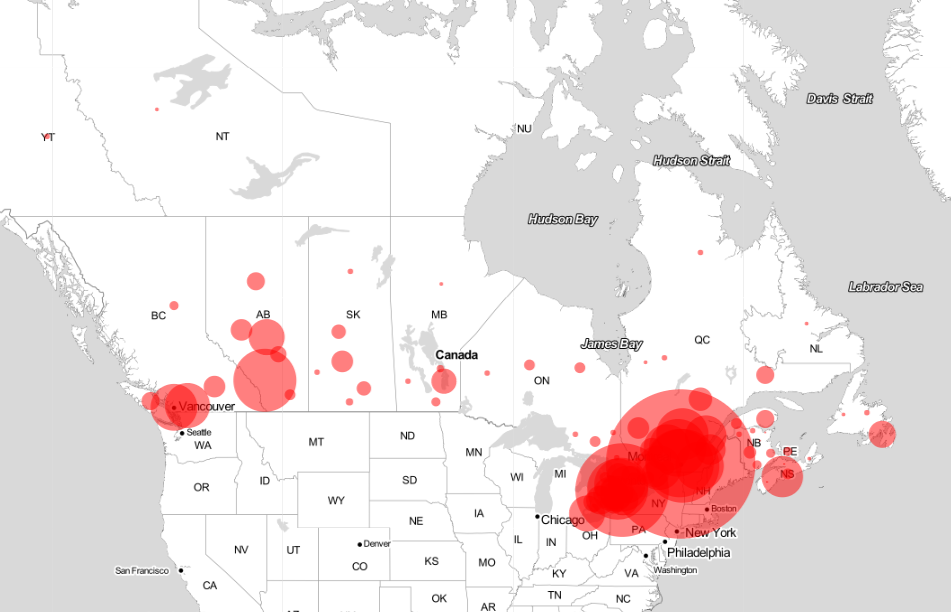 Davis Strait
YT
NT
NU
Hudson Strait
Hudson Bay
Labrador Sea
BC
AB
SK
MB
QC
NL
James Bay
Canada
ON
Vancouver
Seattle
WA
MT
ND
MN
NB
PE
NS
OR
ID
SD
WI
MI
Mo
NH
WY
NY
Boston
IA
Chicago
NE
PA
New York
OH
NV
UT
Denver
IL
IN
Philadelphia
CO
KS
MO
San Francisco
KY
VA
Washington
CA
OK
TN
NC
AR